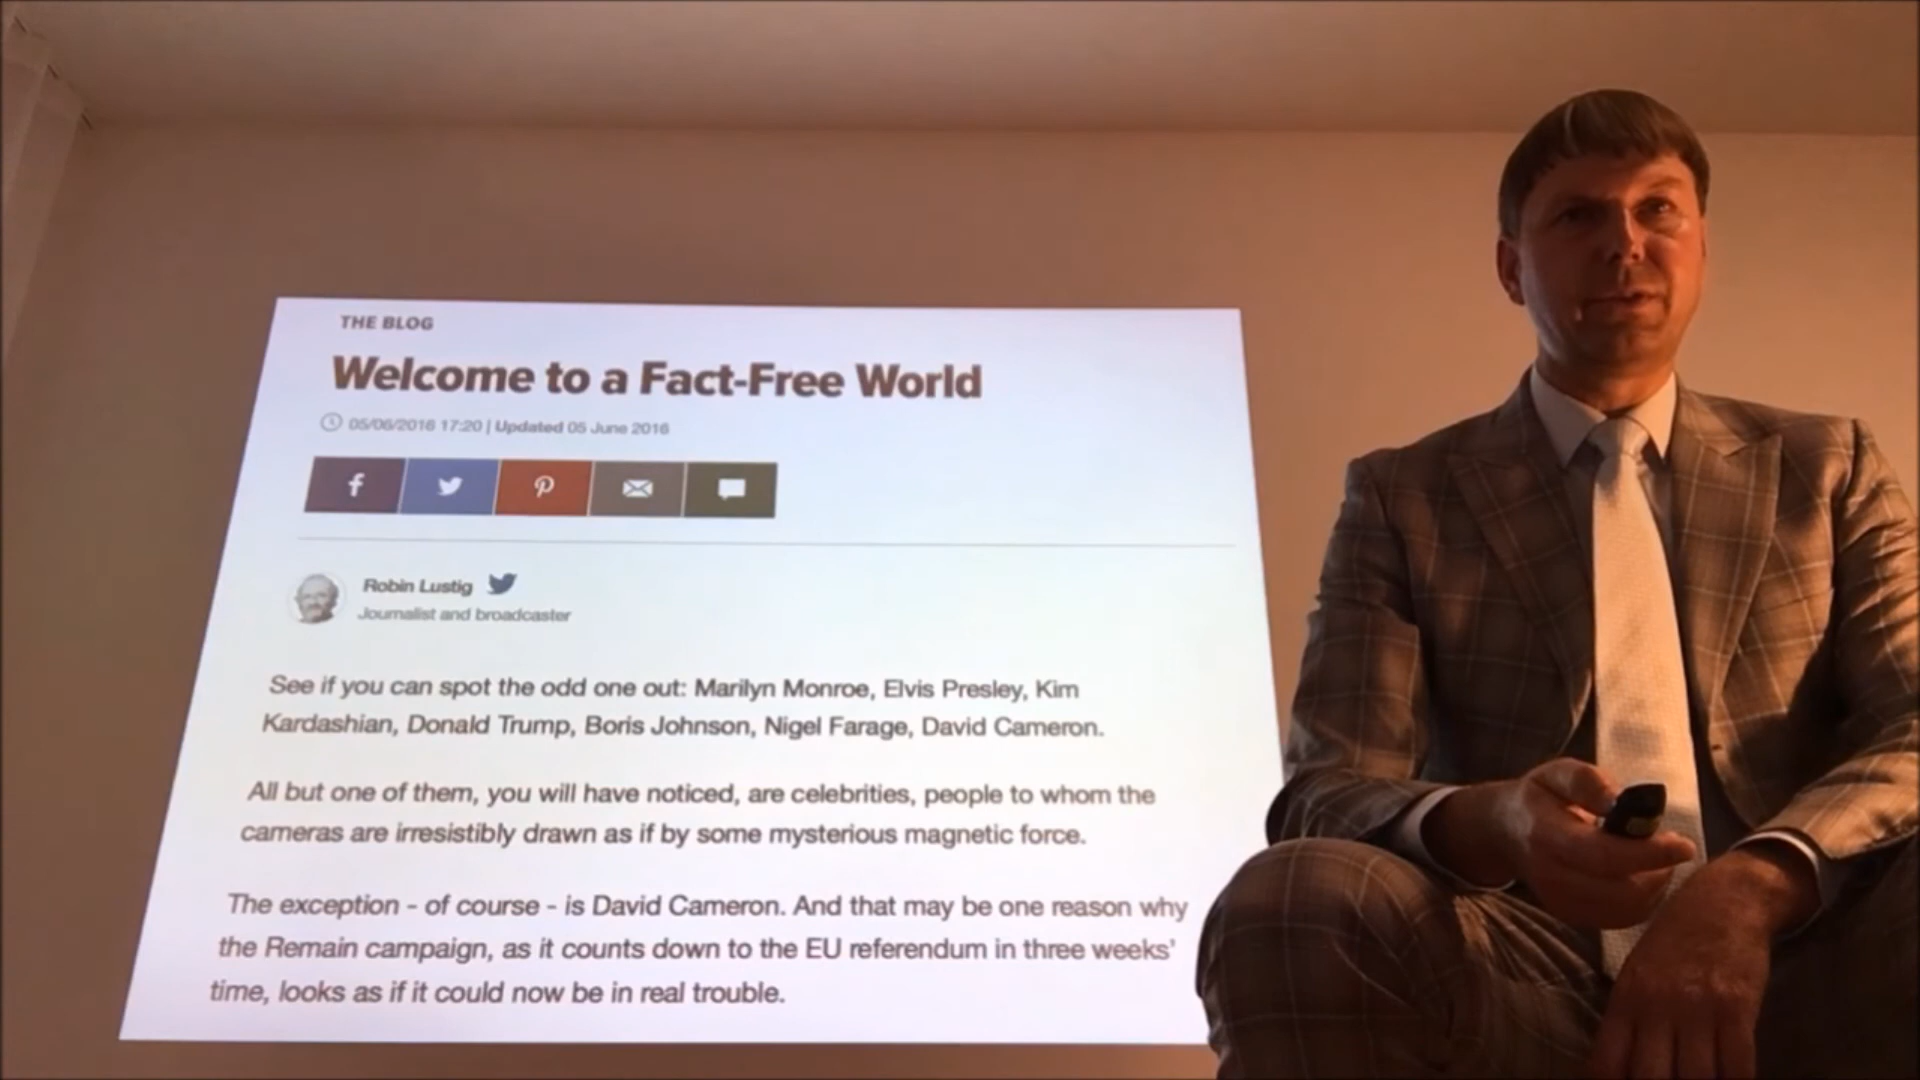 THE BLOG
Welcome to a Fact-Free World
05/06/2016 17:20 | Updated 05 June 2016
Robin Lustig
Journalist and broadcaster
See if you can spot the odd one out: Marilyn Monroe, Elvis Presley, Kim
Kardashian, Donald Trump, Boris Johnson, Nigel Farage, David Cameron.
All but one of them, you will have noticed, are celebrities, people to whom the
cameras are irresistibly drawn as if by some mysterious magnetic force.
The exception - of course - is David Cameron. And that may be one reason why
the Remain campaign, as it counts down to the EU referendum in three weeks'
time, looks as if it could now be in real trouble.